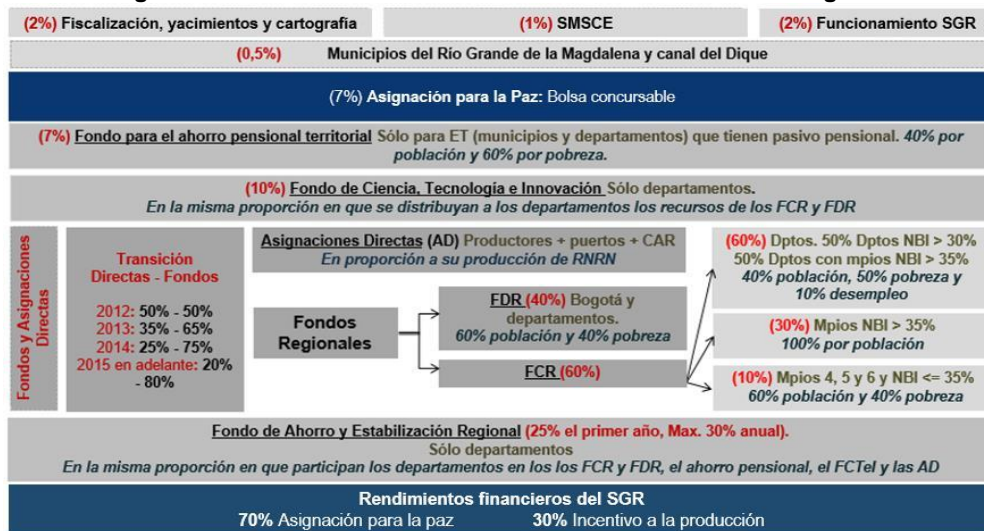 (2%) Fiscalización, yacimientos y cartografía
(1%) SMSCE
(2%) Funcionamiento SGR
(0,5%) Municipios del Río Grande de la Magdalena y canal del Dique
(7%) Asignación para la Paz: Bolsa concursable
(7%) Fondo para el ahorro pensional territorial Sólo para ET (municipios y departamentos) que tienen pasivo pensional. 40% por
población y 60% por pobreza.
(10%) Fondo de Ciencia, Tecnología e Innovación Sólo departamentos.
En la misma proporción en que se distribuyan a los departamentos los recursos de los FCR y FDR
Fondos y Asignaciones
Directas
Transición
Directas - Fondos
2012: 50% - 50%
2013: 35% - 65%
2014: 25% - 75%
2015 en adelante: 20%
- 80%
Asignaciones Directas (AD) Productores + puertos + CAR
En proporción a su producción de RNRN
Fondos
Regionales
FDR (40%) Bogotá y
departamentos.
60% población y 40% pobreza
FCR (60%)
(60%) Dptos. 50% Dptos NBI > 30%
50% Dptos con mpios NBI > 35%
40% población, 50% pobreza y
10% desempleo
(30%) Mpios NBI > 35%
100% por población
(10%) Mpios 4, 5 y 6 y NBI <= 35%
60% población y 40% pobreza
Fondo de Ahorro y Estabilización Regional (25% el primer año, Max. 30% anual).
Sólo departamentos
En la misma proporción en que participan los departamentos en los los FCR y FDR, el ahorro pensional, el FCTeI y las AD
Rendimientos financieros del SGR
70% Asignación para la paz 30% Incentivo a la producción